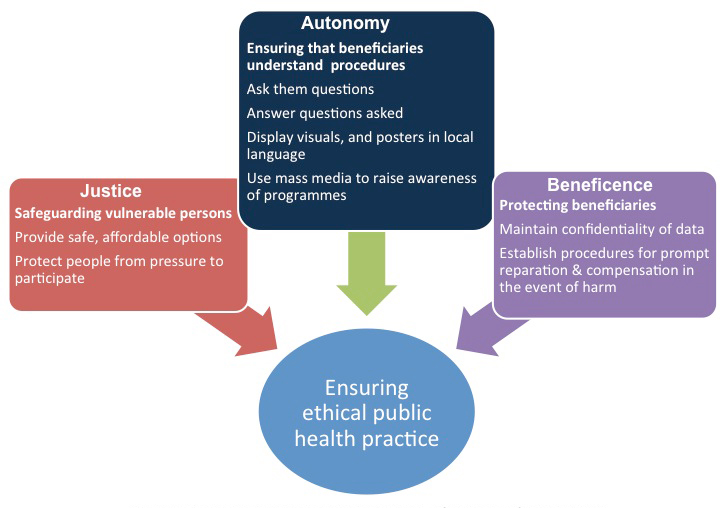 Autonomy
Ensuring that beneficiaries
understand procedures
Ask them questions
Answer questions asked
Display visuals, and posters in local
language
Use mass media to raise awareness
of programmes
Justice
Safeguarding vulnerable persons
Provide safe, affordable options
Protect people from pressure to
participate
Beneficence
Protecting beneficiaries
Maintain confidentiality of data
Establish procedures for prompt
reparation & compensation in
the event of harm
Ensuring
ethical public
health practice